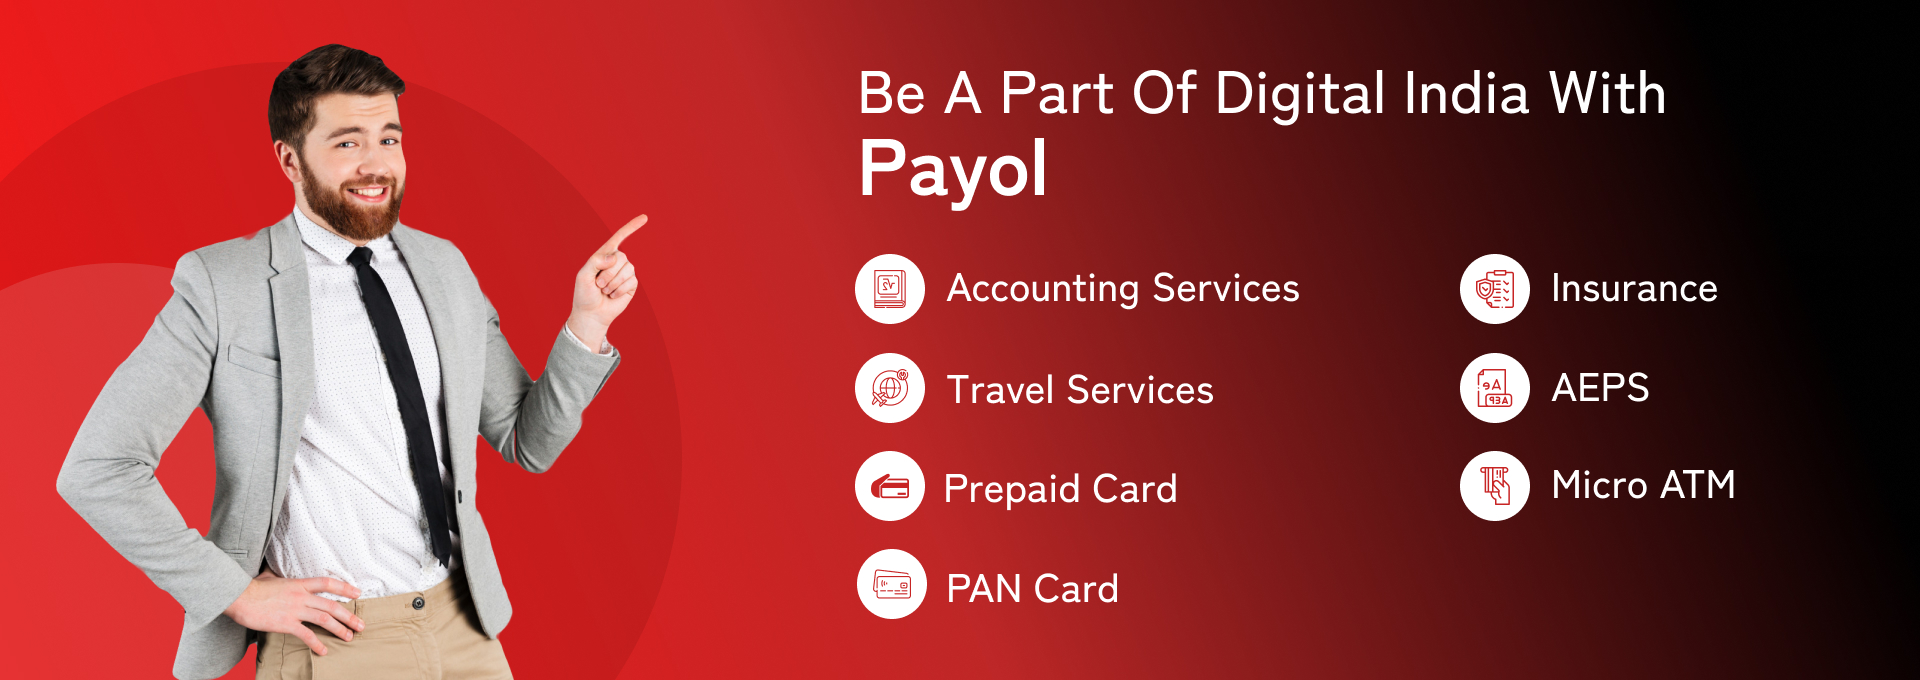 Be A Part Of Digital India With
Payol
Accounting Services
Travel Services
Prepaid Card
PAN Card
Insurance
AEPS
Micro ATM